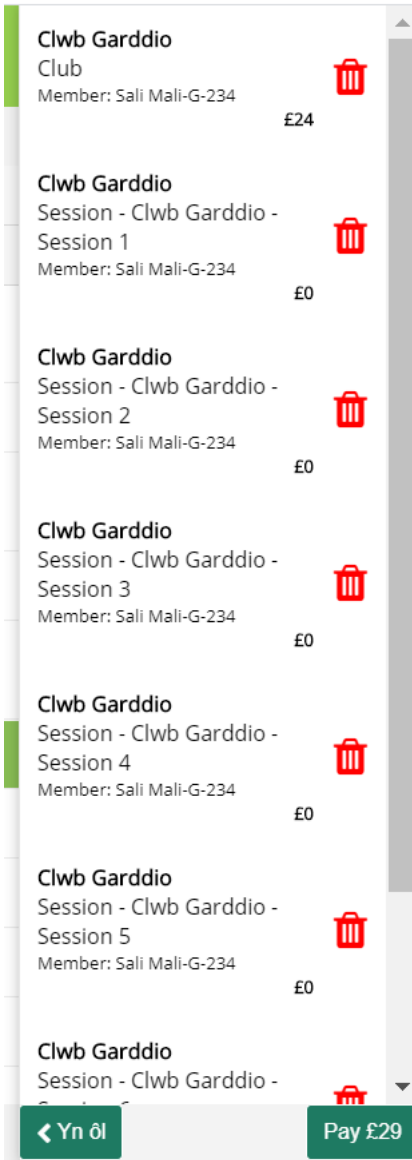 Clwb Garddio
Club
Member: Sali Mali-G-234
£24
Clwb Garddio
Session - Clwb Garddio -
Session 1
Member: Sali Mali-G-234
£0
Clwb Garddio
Session - Clwb Garddio -
Session 2
Member: Sali Mali-G-234
£0
Clwb Garddio
Session - Clwb Garddio -
Session 3
Member: Sali Mali-G-234
£0
Clwb Garddio
Session - Clwb Garddio -
Session 4
Member: Sali Mali-G-234
£0
Clwb Garddio
Session - Clwb Garddio -
Session 5
Member: Sali Mali-G-234
£0
Clwb Garddio
Session - Clwb Garddio -
Yn ôl
Pay £29